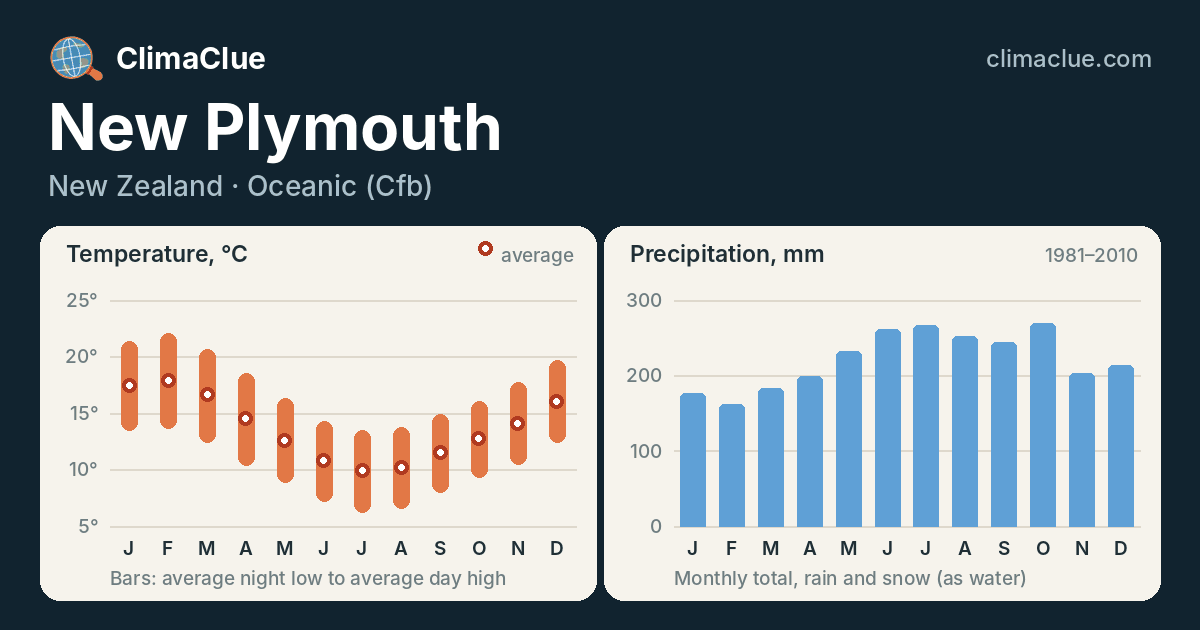 ClimaClue
climaclue.com
New Plymouth
New Zealand · Oceanic (Cfb)
Temperature, °C
average
25°
20°
15°
10°
5°
J F M A M J J A S O N D
Bars: average night low to average day high
Precipitation, mm
1981–2010
300
200
100
0
J F M A M J J A S O N D
Monthly total, rain and snow (as water)